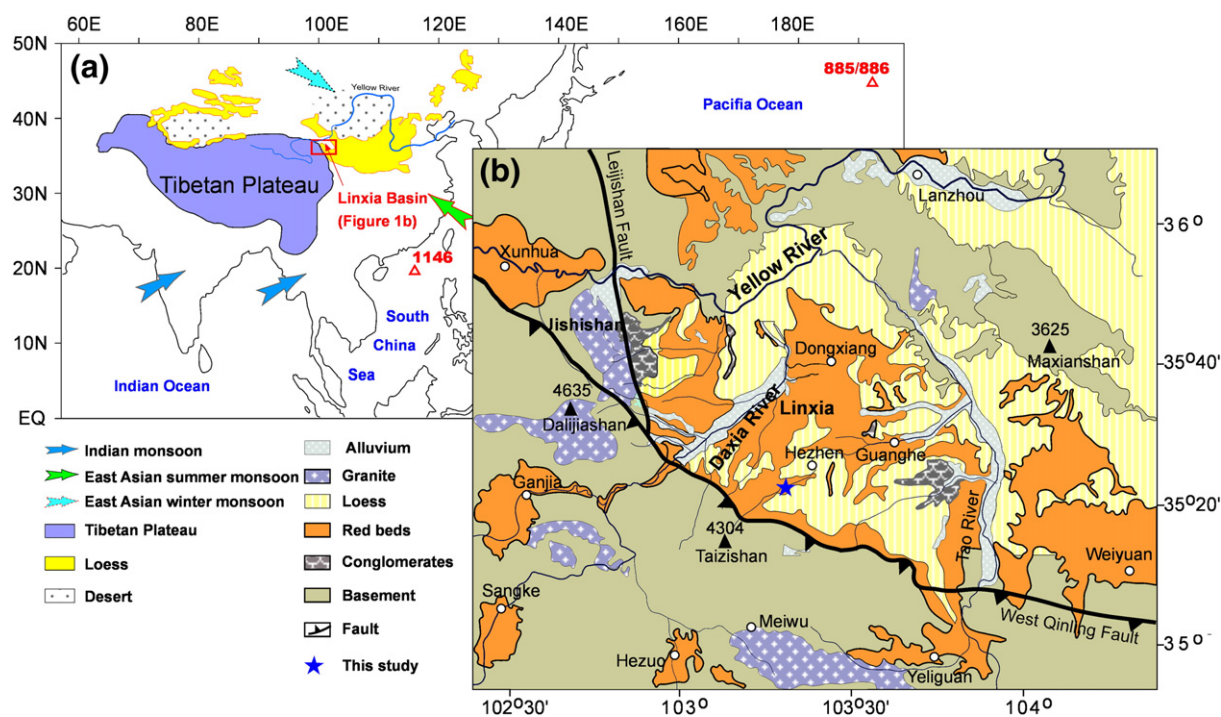 60E 80E 100E 120E 140E 160E 180E
50N
40N
30N
20N
10N
EQ
(a)
885/886
Yellow River
Pacifia Ocean
Tibetan Plateau
Linxia Basin
(Figure 1b)
1146
South
China
Sea
Indian Ocean
Indian monsoon
East Asian summer monsoon
East Asian winter monsoon
Tibetan Plateau
Loess
Desert
Alluvium
Granite
Loess
Red beds
Conglomerates
Basement
Fault
This study
(b)
Leijishan Fault
Lanzhou
36°
Xunhua
Yellow River
Jishishan
3625
Maxianshan
Dongxiang
35°40'
4635
Dalijiashan
Daxia River
Linxia
Hezhen
Guanghe
Ganjia
35°20'
4304
Taizishan
Tao River
Weiyuan
Sangke
West Qinling Fault
Meiwu
35°
Hezuo
Yeliguan
102°30' 103° 103°30' 104°